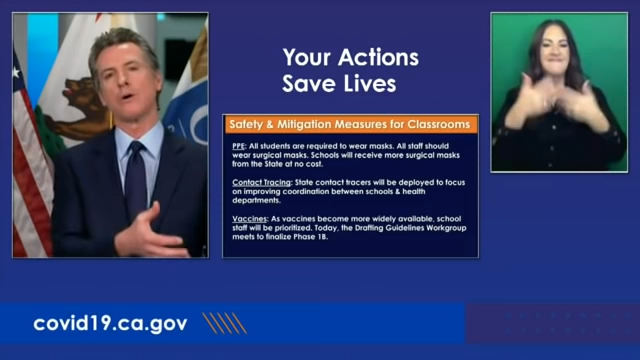 Your Actions
Save Lives
Safety & Mitigation Measures for Classrooms
PPE: All students are required to wear masks. All staff should
wear surgical masks. Schools will receive more surgical masks
from the State at no cost.
Contact Tracing: State contact tracers will be deployed to focus
on improving coordination between schools & health
departments.
Vaccines: As vaccines become more widely available, school
staff will be prioritized. Today, the Drafting Guidelines Workgroup
meets to finalize Phase 1B.
covid19.ca.gov